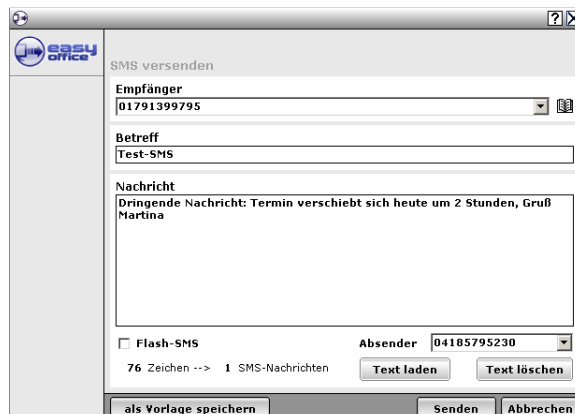 ?
easy
office
SMS versenden
Empfänger
01791399795
Betreff
Test-SMS
Nachricht
Dringende Nachricht: Termin verschiebt sich heute um 2 Stunden, Gruß
Martina
Flash-SMS
Absender 04185795230
76 Zeichen --> 1 SMS-Nachrichten
Text laden Text löschen
als Vorlage speichern Senden Abbrechen